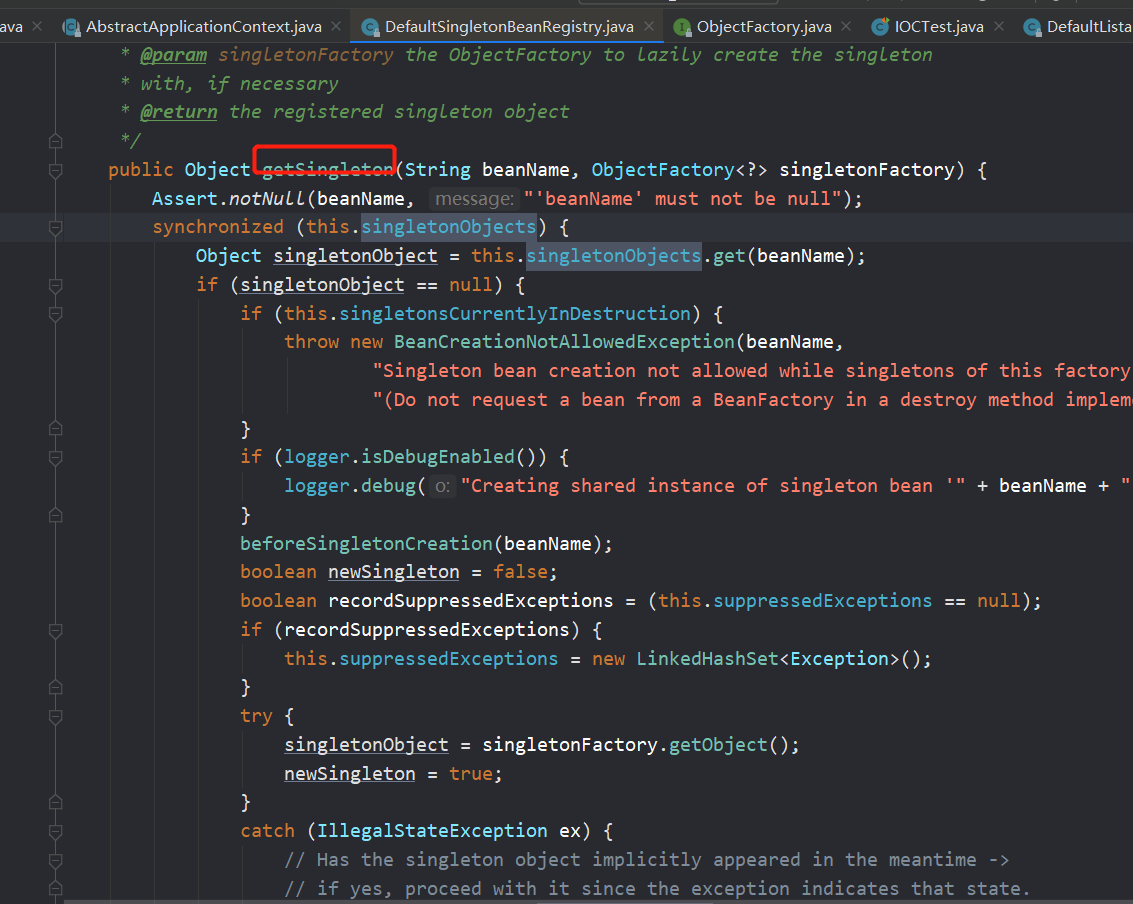 ava AbstractApplicationContext.java DefaultSingletonBeanRegistry.java ObjectFactory.java IOCTest.java DefaultLista
* @param singletonFactory the ObjectFactory to lazily create the singleton
* with, if necessary
* @return the registered singleton object
*/
public Object getSingleton(String beanName, ObjectFactory<?> singletonFactory) {
Assert.notNull(beanName, message: "'beanName' must not be null");
synchronized (this.singletonObjects) {
Object singletonObject = this.singletonObjects.get(beanName);
if (singletonObject == null) {
if (this.singletonsCurrentlyInDestruction) {
throw new BeanCreationNotAllowedException(beanName,
"Singleton bean creation not allowed while singletons of this factory
"(Do not request a bean from a BeanFactory in a destroy method implem
}
if (logger.isDebugEnabled()) {
logger.debug( o: "Creating shared instance of singleton bean '" + beanName + "
}
beforeSingletonCreation(beanName);
boolean newSingleton = false;
boolean recordSuppressedExceptions = (this.suppressedExceptions == null);
if (recordSuppressedExceptions) {
this.suppressedExceptions = new LinkedHashSet<Exception>();
}
try {
singletonObject = singletonFactory.getObject();
newSingleton = true;
}
catch (IllegalStateException ex) {
// Has the singleton object implicitly appeared in the meantime ->
// if yes, proceed with it since the exception indicates that state.